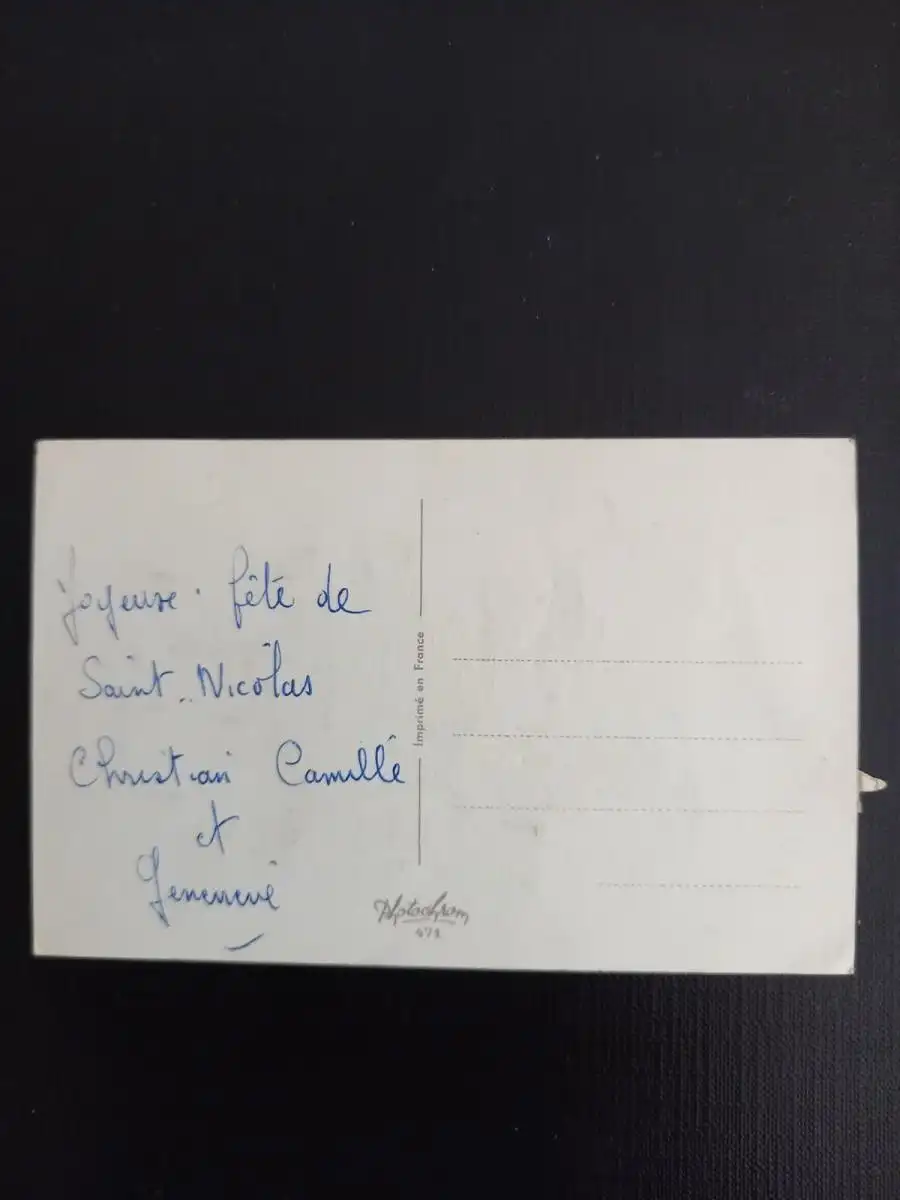 Joyeuse fête de
Saint Nicolas
Christian Camille
et
Geneviève
Imprimé en France